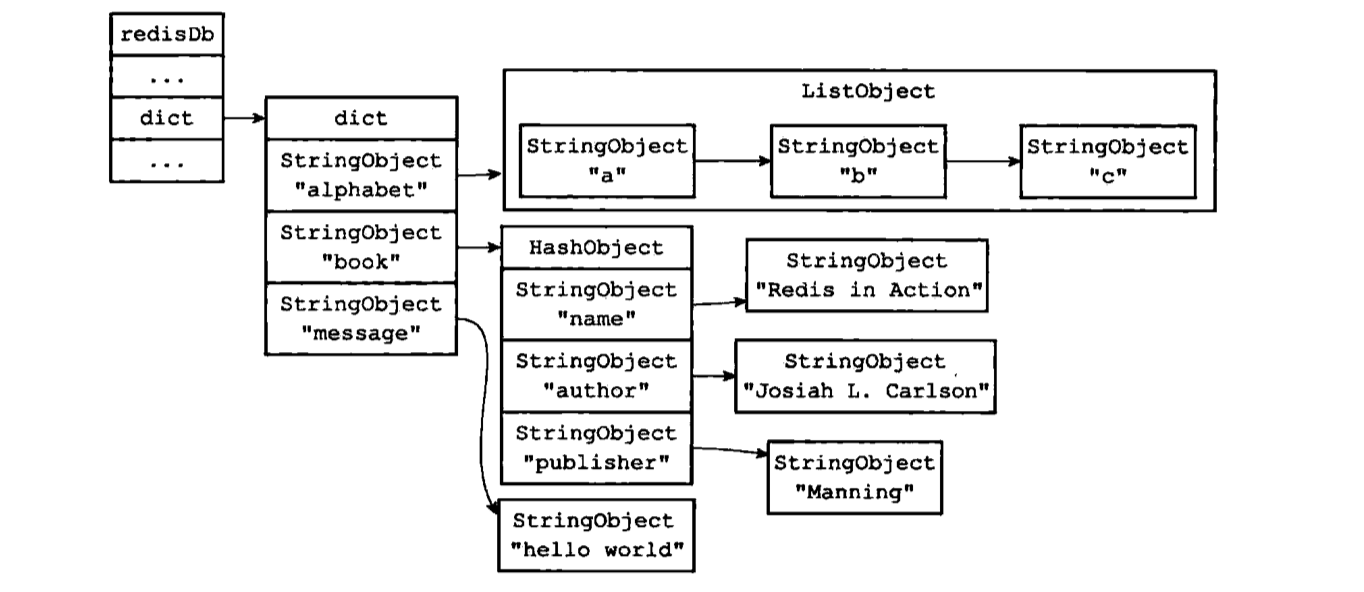 redisDb
...
dict
...
dict
StringObject
"alphabet"
StringObject
"book"
StringObject
"message"
ListObject
StringObject
"a"
StringObject
"b"
StringObject
"c"
HashObject
StringObject
"name"
StringObject
"author"
StringObject
"publisher"
StringObject
"Redis in Action"
StringObject
"Josiah L. Carlson"
StringObject
"Manning"
StringObject
"hello world"